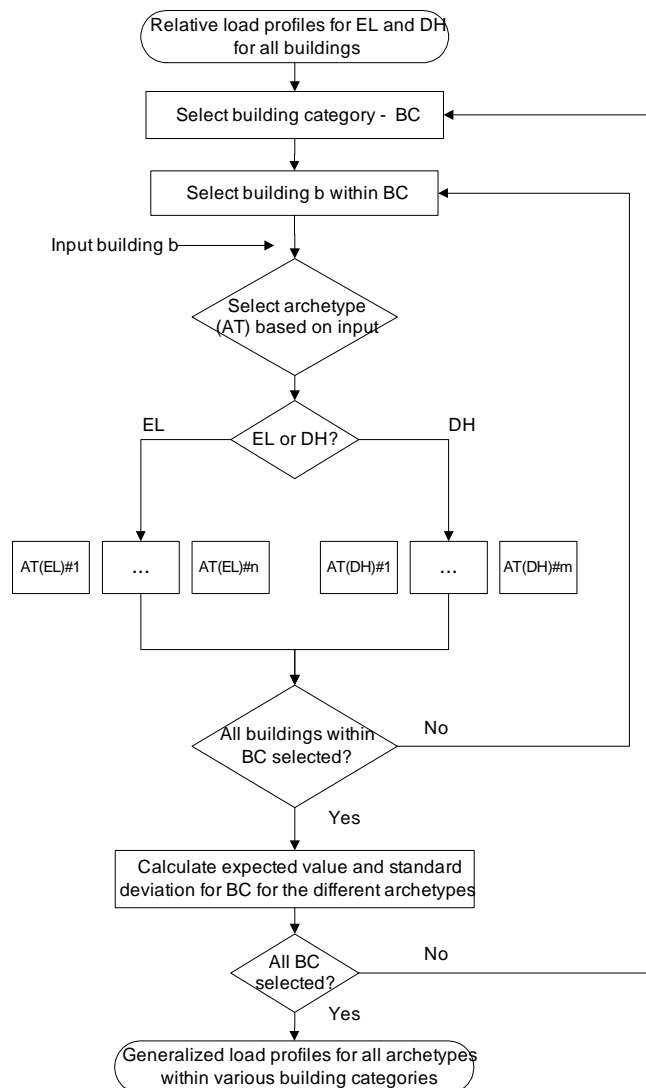 Relative load profiles for EL and DH
for all buildings
Select building category - BC
Select building b within BC
Input building b
Select archetype
(AT) based on input
EL or DH?
EL
DH
AT(EL)#1
...
AT(EL)#n
AT(DH)#1
...
AT(DH)#m
All buildings within
BC selected?
No
Yes
Calculate expected value and standard
deviation for BC for the different archetypes
All BC
selected?
No
Yes
Generalized load profiles for all archetypes
within various building categories